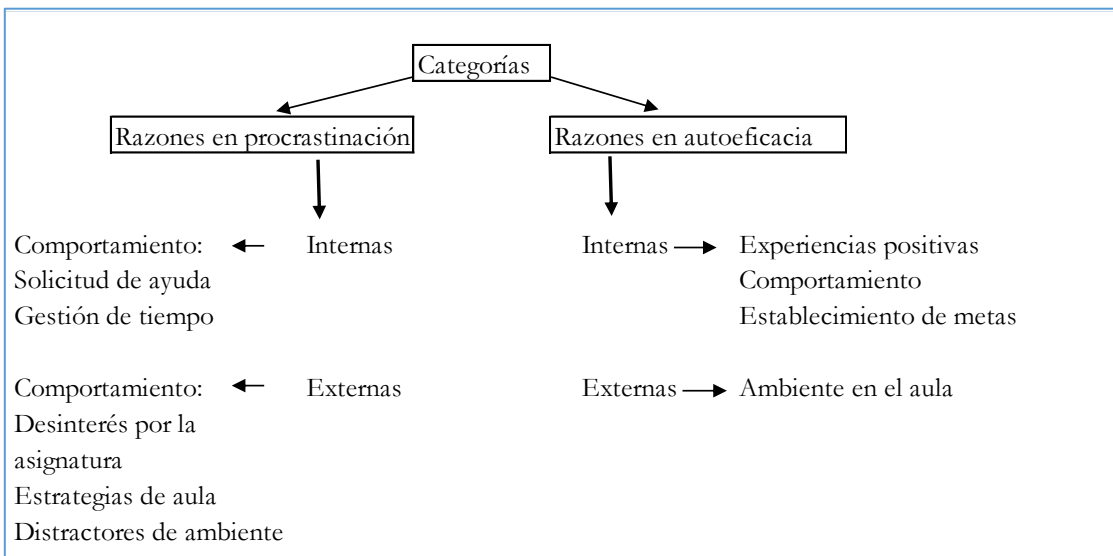 Categorías
Razones en procrastinación
Razones en autoeficacia
Comportamiento:
Solicitud de ayuda
Gestión de tiempo
Internas
Internas
Experiencias positivas
Comportamiento
Establecimiento de metas
Comportamiento:
Desinterés por la
asignatura
Estrategias de aula
Distractores de ambiente
Externas
Externas
Ambiente en el aula